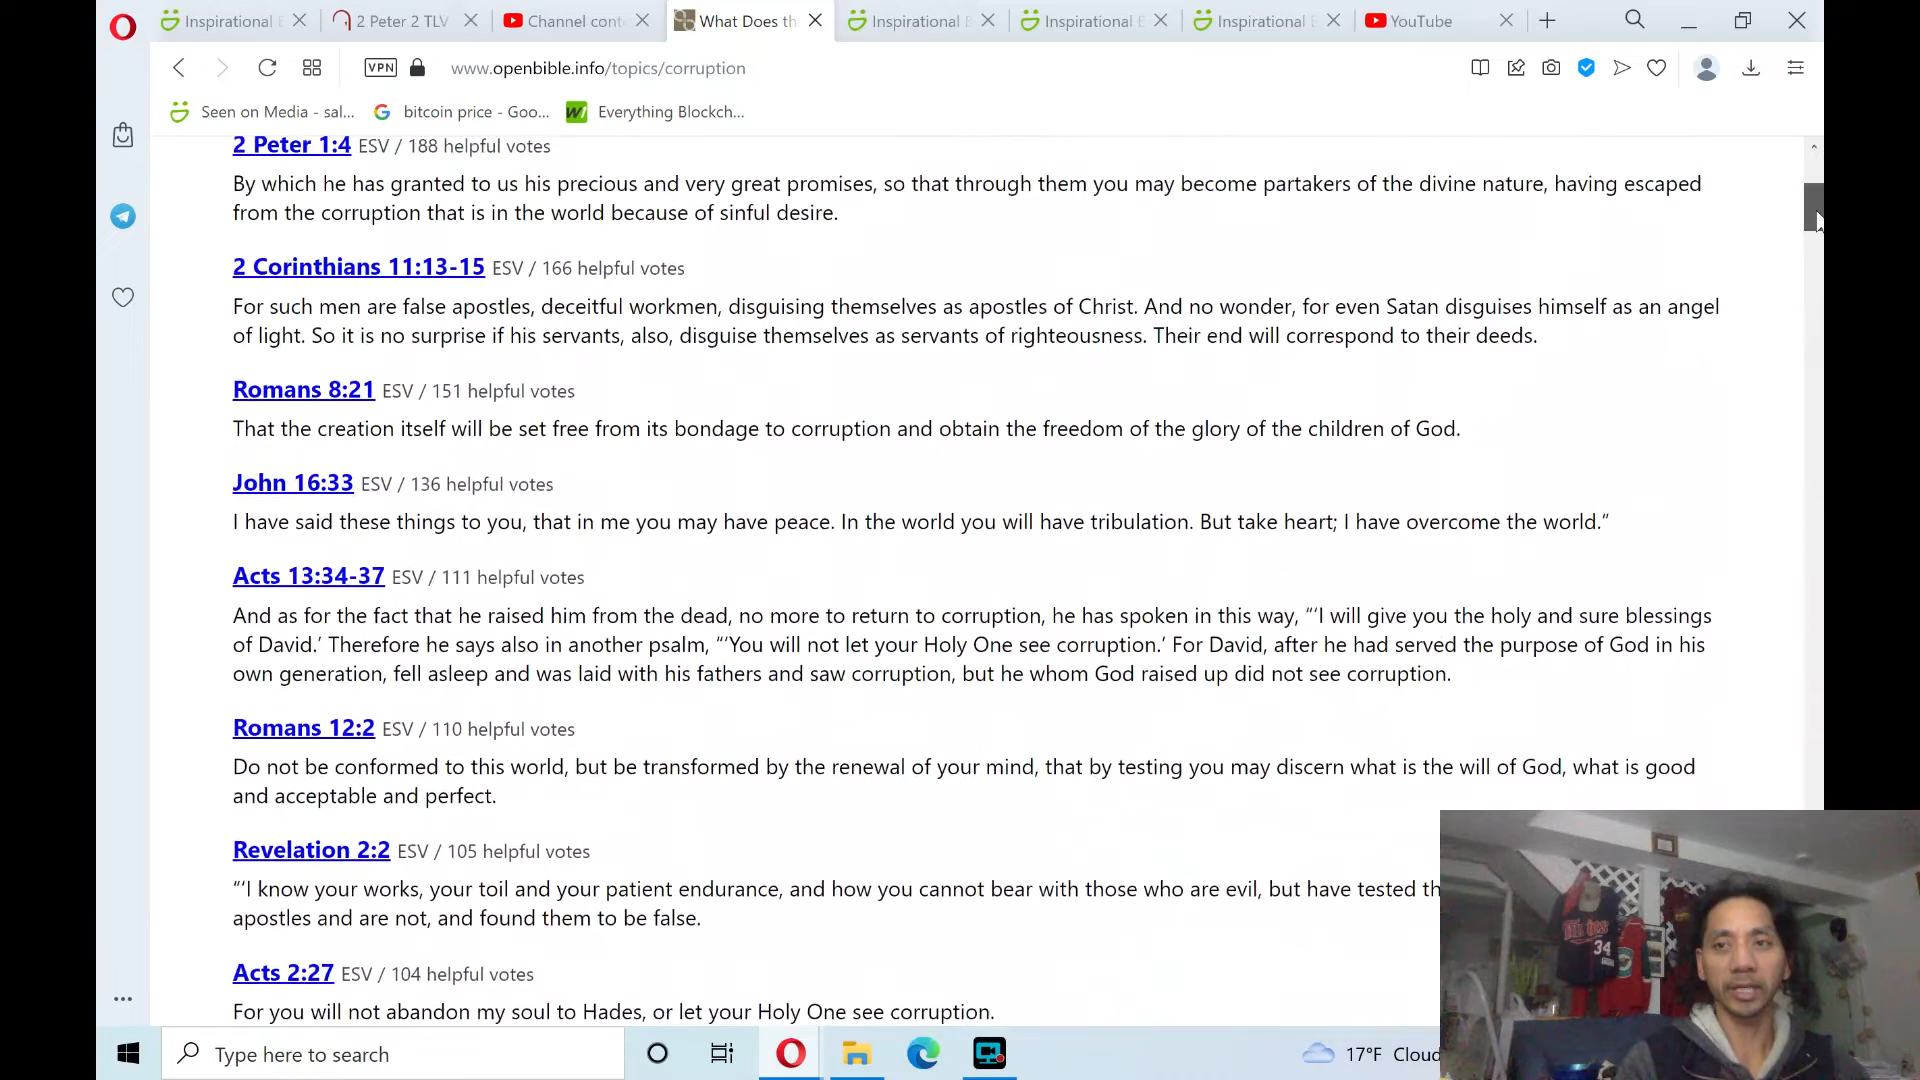 Inspirational
2 Peter 2 TLV
Channel cont
What Does th
Inspirational
Inspirational
Inspirational
YouTube
VPN
www.openbible.info/topics/corruption
Seen on Media - sal...
bitcoin price - Goo...
Everything Blockch...
2 Peter 1:4 ESV / 188 helpful votes
By which he has granted to us his precious and very great promises, so that through them you may become partakers of the divine nature, having escaped
from the corruption that is in the world because of sinful desire.
2 Corinthians 11:13-15 ESV / 166 helpful votes
For such men are false apostles, deceitful workmen, disguising themselves as apostles of Christ. And no wonder, for even Satan disguises himself as an angel
of light. So it is no surprise if his servants, also, disguise themselves as servants of righteousness. Their end will correspond to their deeds.
Romans 8:21 ESV / 151 helpful votes
That the creation itself will be set free from its bondage to corruption and obtain the freedom of the glory of the children of God.
John 16:33 ESV / 136 helpful votes
I have said these things to you, that in me you may have peace. In the world you will have tribulation. But take heart; I have overcome the world.”
Acts 13:34-37 ESV / 111 helpful votes
And as for the fact that he raised him from the dead, no more to return to corruption, he has spoken in this way, “‘I will give you the holy and sure blessings
of David.’ Therefore he says also in another psalm, “‘You will not let your Holy One see corruption.’ For David, after he had served the purpose of God in his
own generation, fell asleep and was laid with his fathers and saw corruption, but he whom God raised up did not see corruption.
Romans 12:2 ESV / 110 helpful votes
Do not be conformed to this world, but be transformed by the renewal of your mind, that by testing you may discern what is the will of God, what is good
and acceptable and perfect.
Revelation 2:2 ESV / 105 helpful votes
“‘I know your works, your toil and your patient endurance, and how you cannot bear with those who are evil, but have tested th
apostles and are not, and found them to be false.
Acts 2:27 ESV / 104 helpful votes
For you will not abandon my soul to Hades, or let your Holy One see corruption.
34
Type here to search
17°F Cloud